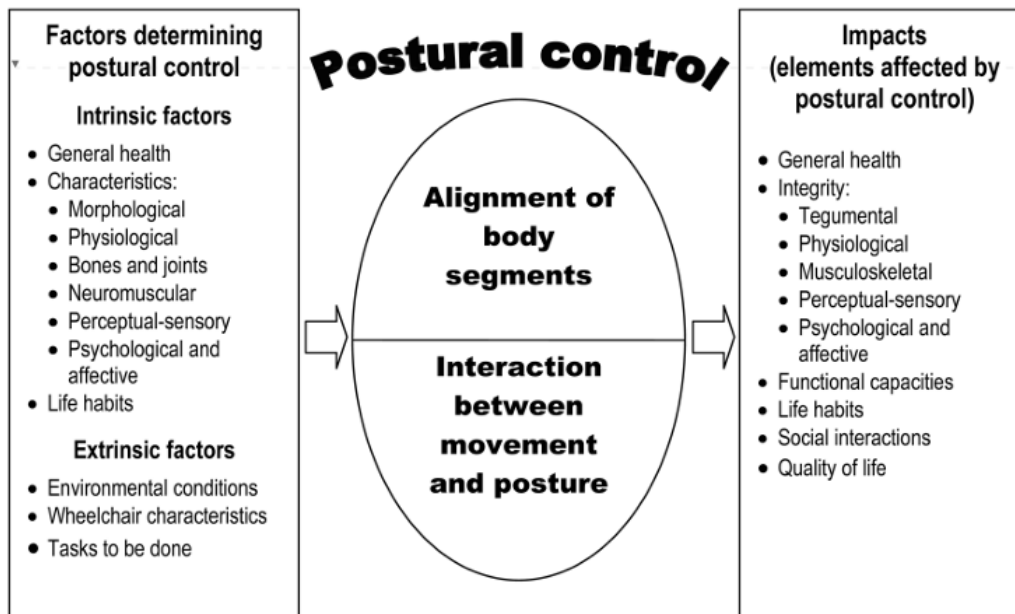 Factors determining
postural control
Intrinsic factors
• General health
• Characteristics:
• Morphological
• Physiological
• Bones and joints
• Neuromuscular
• Perceptual-sensory
• Psychological and
affective
• Life habits
Extrinsic factors
• Environmental conditions
• Wheelchair characteristics
• Tasks to be done
Postural control
Alignment of
body
segments
Interaction
between
movement
and posture
Impacts
(elements affected by
postural control)
• General health
• Integrity:
• Tegumental
• Physiological
• Musculoskeletal
• Perceptual-sensory
• Psychological and
affective
• Functional capacities
• Life habits
• Social interactions
• Quality of life